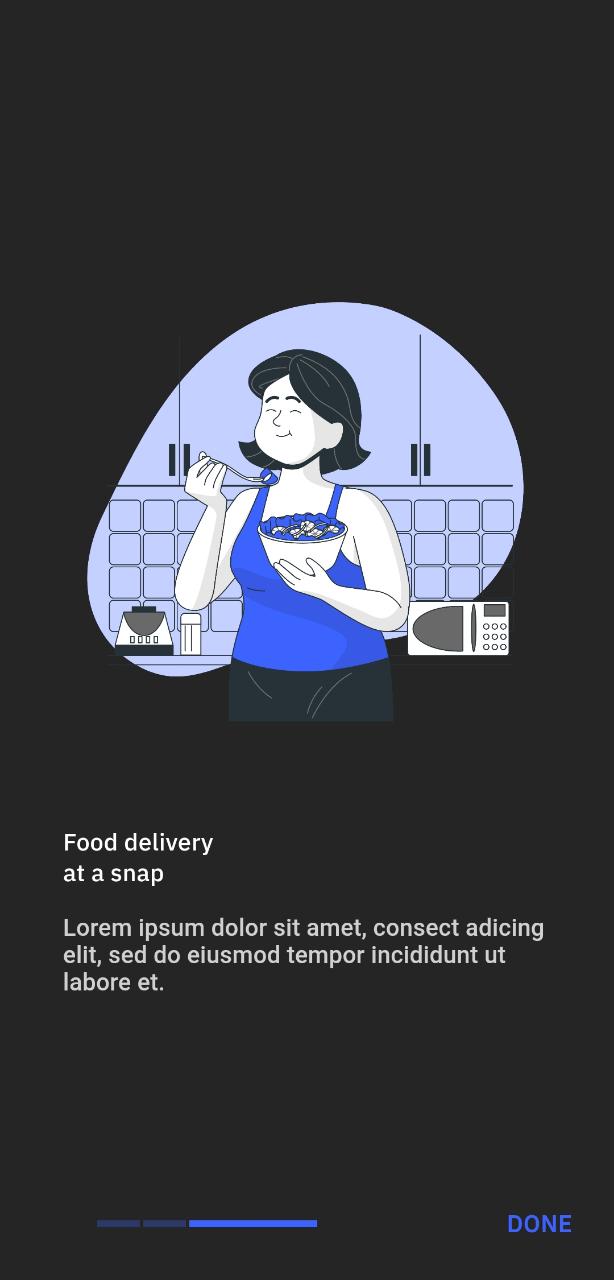 Food delivery
at a snap
Lorem ipsum dolor sit amet, consect adicing
elit, sed do eiusmod tempor incididunt ut
labore et.
DONE